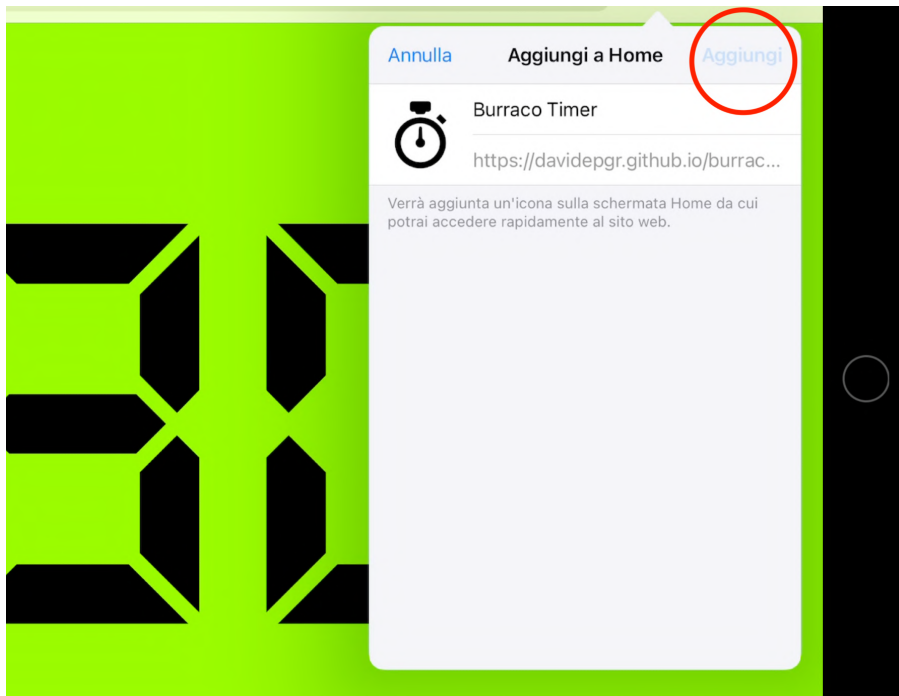 Annulla Aggiungi a Home Aggiungi
Burraco Timer
https://davidepgr.github.io/burrac...
Verrà aggiunta un'icona sulla schermata Home da cui
potrai accedere rapidamente al sito web.